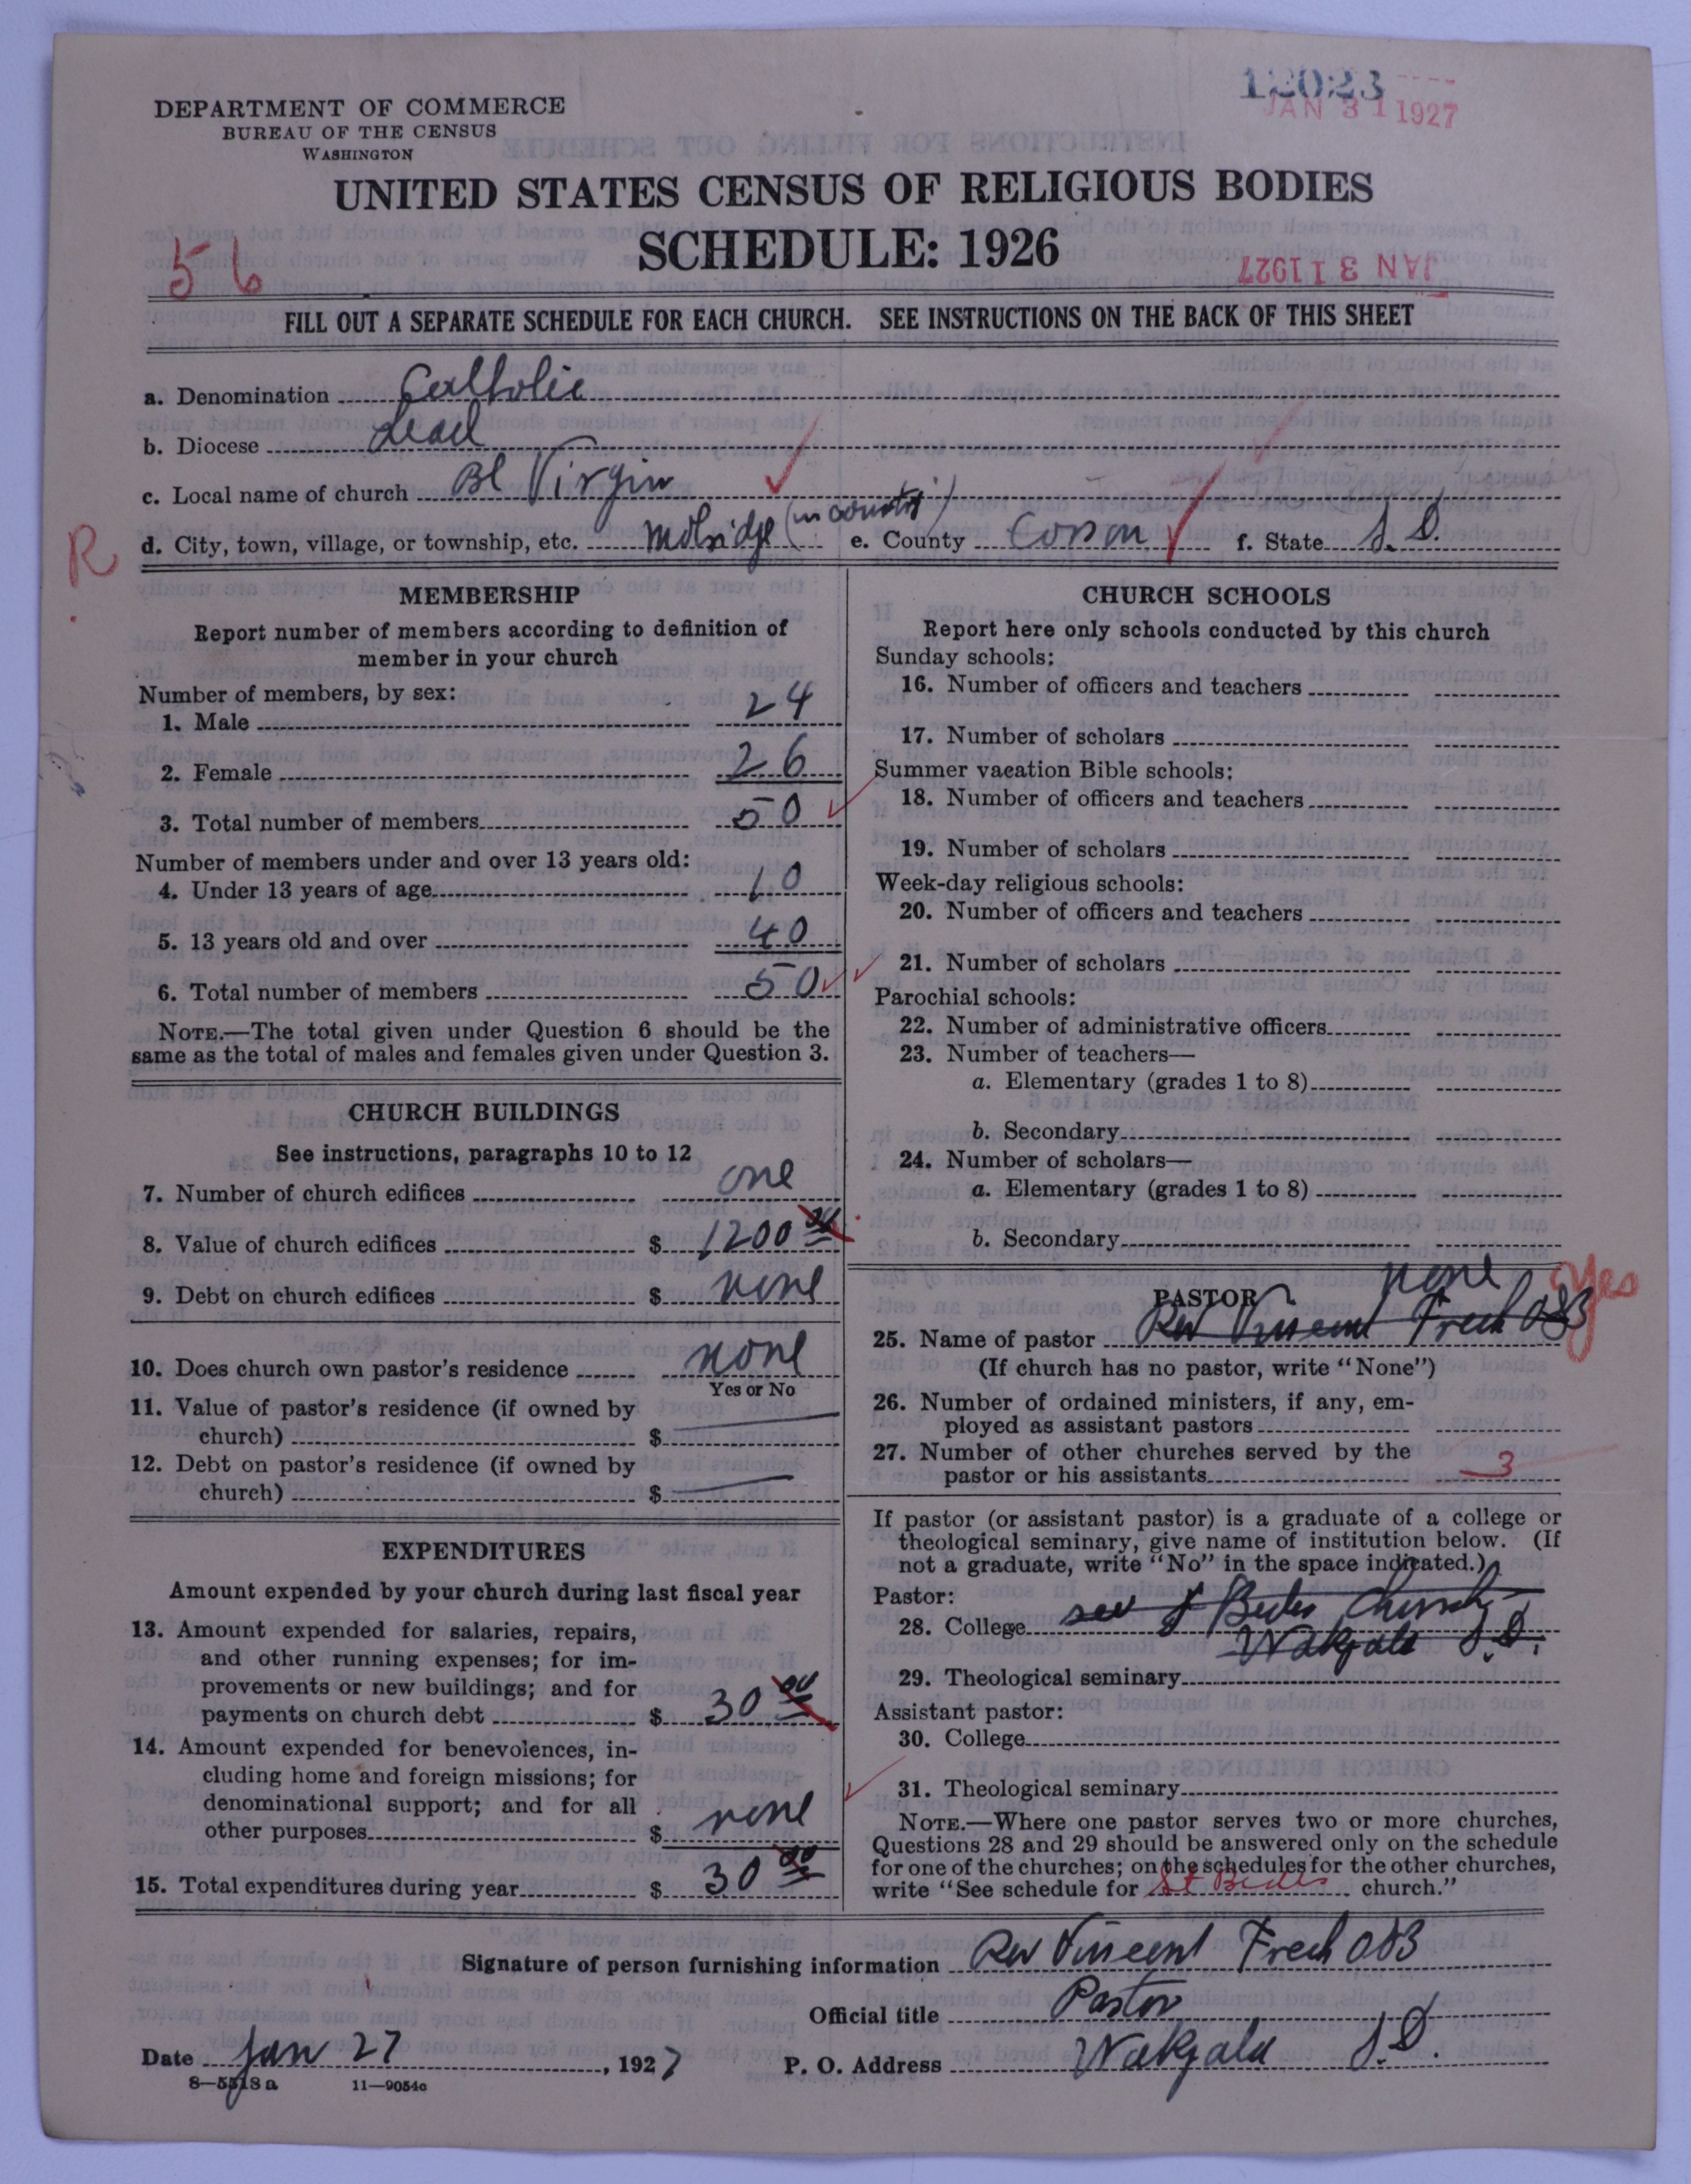 12023
JAN 31 1927
DEPARTMENT OF COMMERCE
BUREAU OF THE CENSUS
WASHINGTON
UNITED STATES CENSUS OF RELIGIOUS BODIES
SCHEDULE: 1926
JAN 31 1927
56
FILL OUT A SEPARATE SCHEDULE FOR EACH CHURCH. SEE INSTRUCTIONS ON THE BACK OF THIS SHEET
a. Denomination Catholic
b. Diocese Lead
c. Local name of church Bl Virgin
R d. City, town, village, or township, etc. Mobridge (in country) e. County Corson f. State S. D.
MEMBERSHIP
Report number of members according to definition of
member in your church
Number of members, by sex:
1. Male 24
2. Female 26
3. Total number of members 50
Number of members under and over 13 years old:
4. Under 13 years of age 10
5. 13 years old and over 40
6. Total number of members 50
NOTE.—The total given under Question 6 should be the
same as the total of males and females given under Question 3.
CHURCH BUILDINGS
See instructions, paragraphs 10 to 12
7. Number of church edifices one
8. Value of church edifices $ 1200 00
9. Debt on church edifices $ none
10. Does church own pastor's residence none
Yes or No
11. Value of pastor's residence (if owned by
church) $
12. Debt on pastor's residence (if owned by
church) $
EXPENDITURES
Amount expended by your church during last fiscal year
13. Amount expended for salaries, repairs,
and other running expenses; for im-
provements or new buildings; and for
payments on church debt $ 30 00
14. Amount expended for benevolences, in-
cluding home and foreign missions; for
denominational support; and for all
other purposes $ none
15. Total expenditures during year $ 30 00
CHURCH SCHOOLS
Report here only schools conducted by this church
Sunday schools:
16. Number of officers and teachers
17. Number of scholars
Summer vacation Bible schools:
18. Number of officers and teachers
19. Number of scholars
Week-day religious schools:
20. Number of officers and teachers
21. Number of scholars
Parochial schools:
22. Number of administrative officers
23. Number of teachers—
a. Elementary (grades 1 to 8)
b. Secondary
24. Number of scholars—
a. Elementary (grades 1 to 8)
b. Secondary
PASTOR none yes
25. Name of pastor Rev Vincent Frech OSB
(If church has no pastor, write "None")
26. Number of ordained ministers, if any, em-
ployed as assistant pastors
27. Number of other churches served by the
pastor or his assistants 3
If pastor (or assistant pastor) is a graduate of a college or
theological seminary, give name of institution below. (If
not a graduate, write "No" in the space indicated.)
Pastor:
28. College see St Bedes Church
Wakpala S.D.
29. Theological seminary
Assistant pastor:
30. College
31. Theological seminary
NOTE.—Where one pastor serves two or more churches,
Questions 28 and 29 should be answered only on the schedule
for one of the churches; on the schedules for the other churches,
write "See schedule for St Bedes church."
Signature of person furnishing information Rev Vincent Frech OSB
Official title Pastor
Date Jan 27, 1927 P. O. Address Wakpala S.D.
8—5518 a 11—9054c